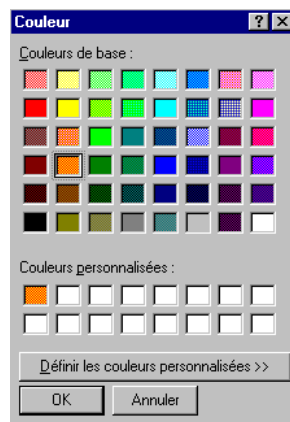 Couleur
Couleurs de base :
Couleurs personnalisées :
Définir les couleurs personnalisées >>
OK Annuler